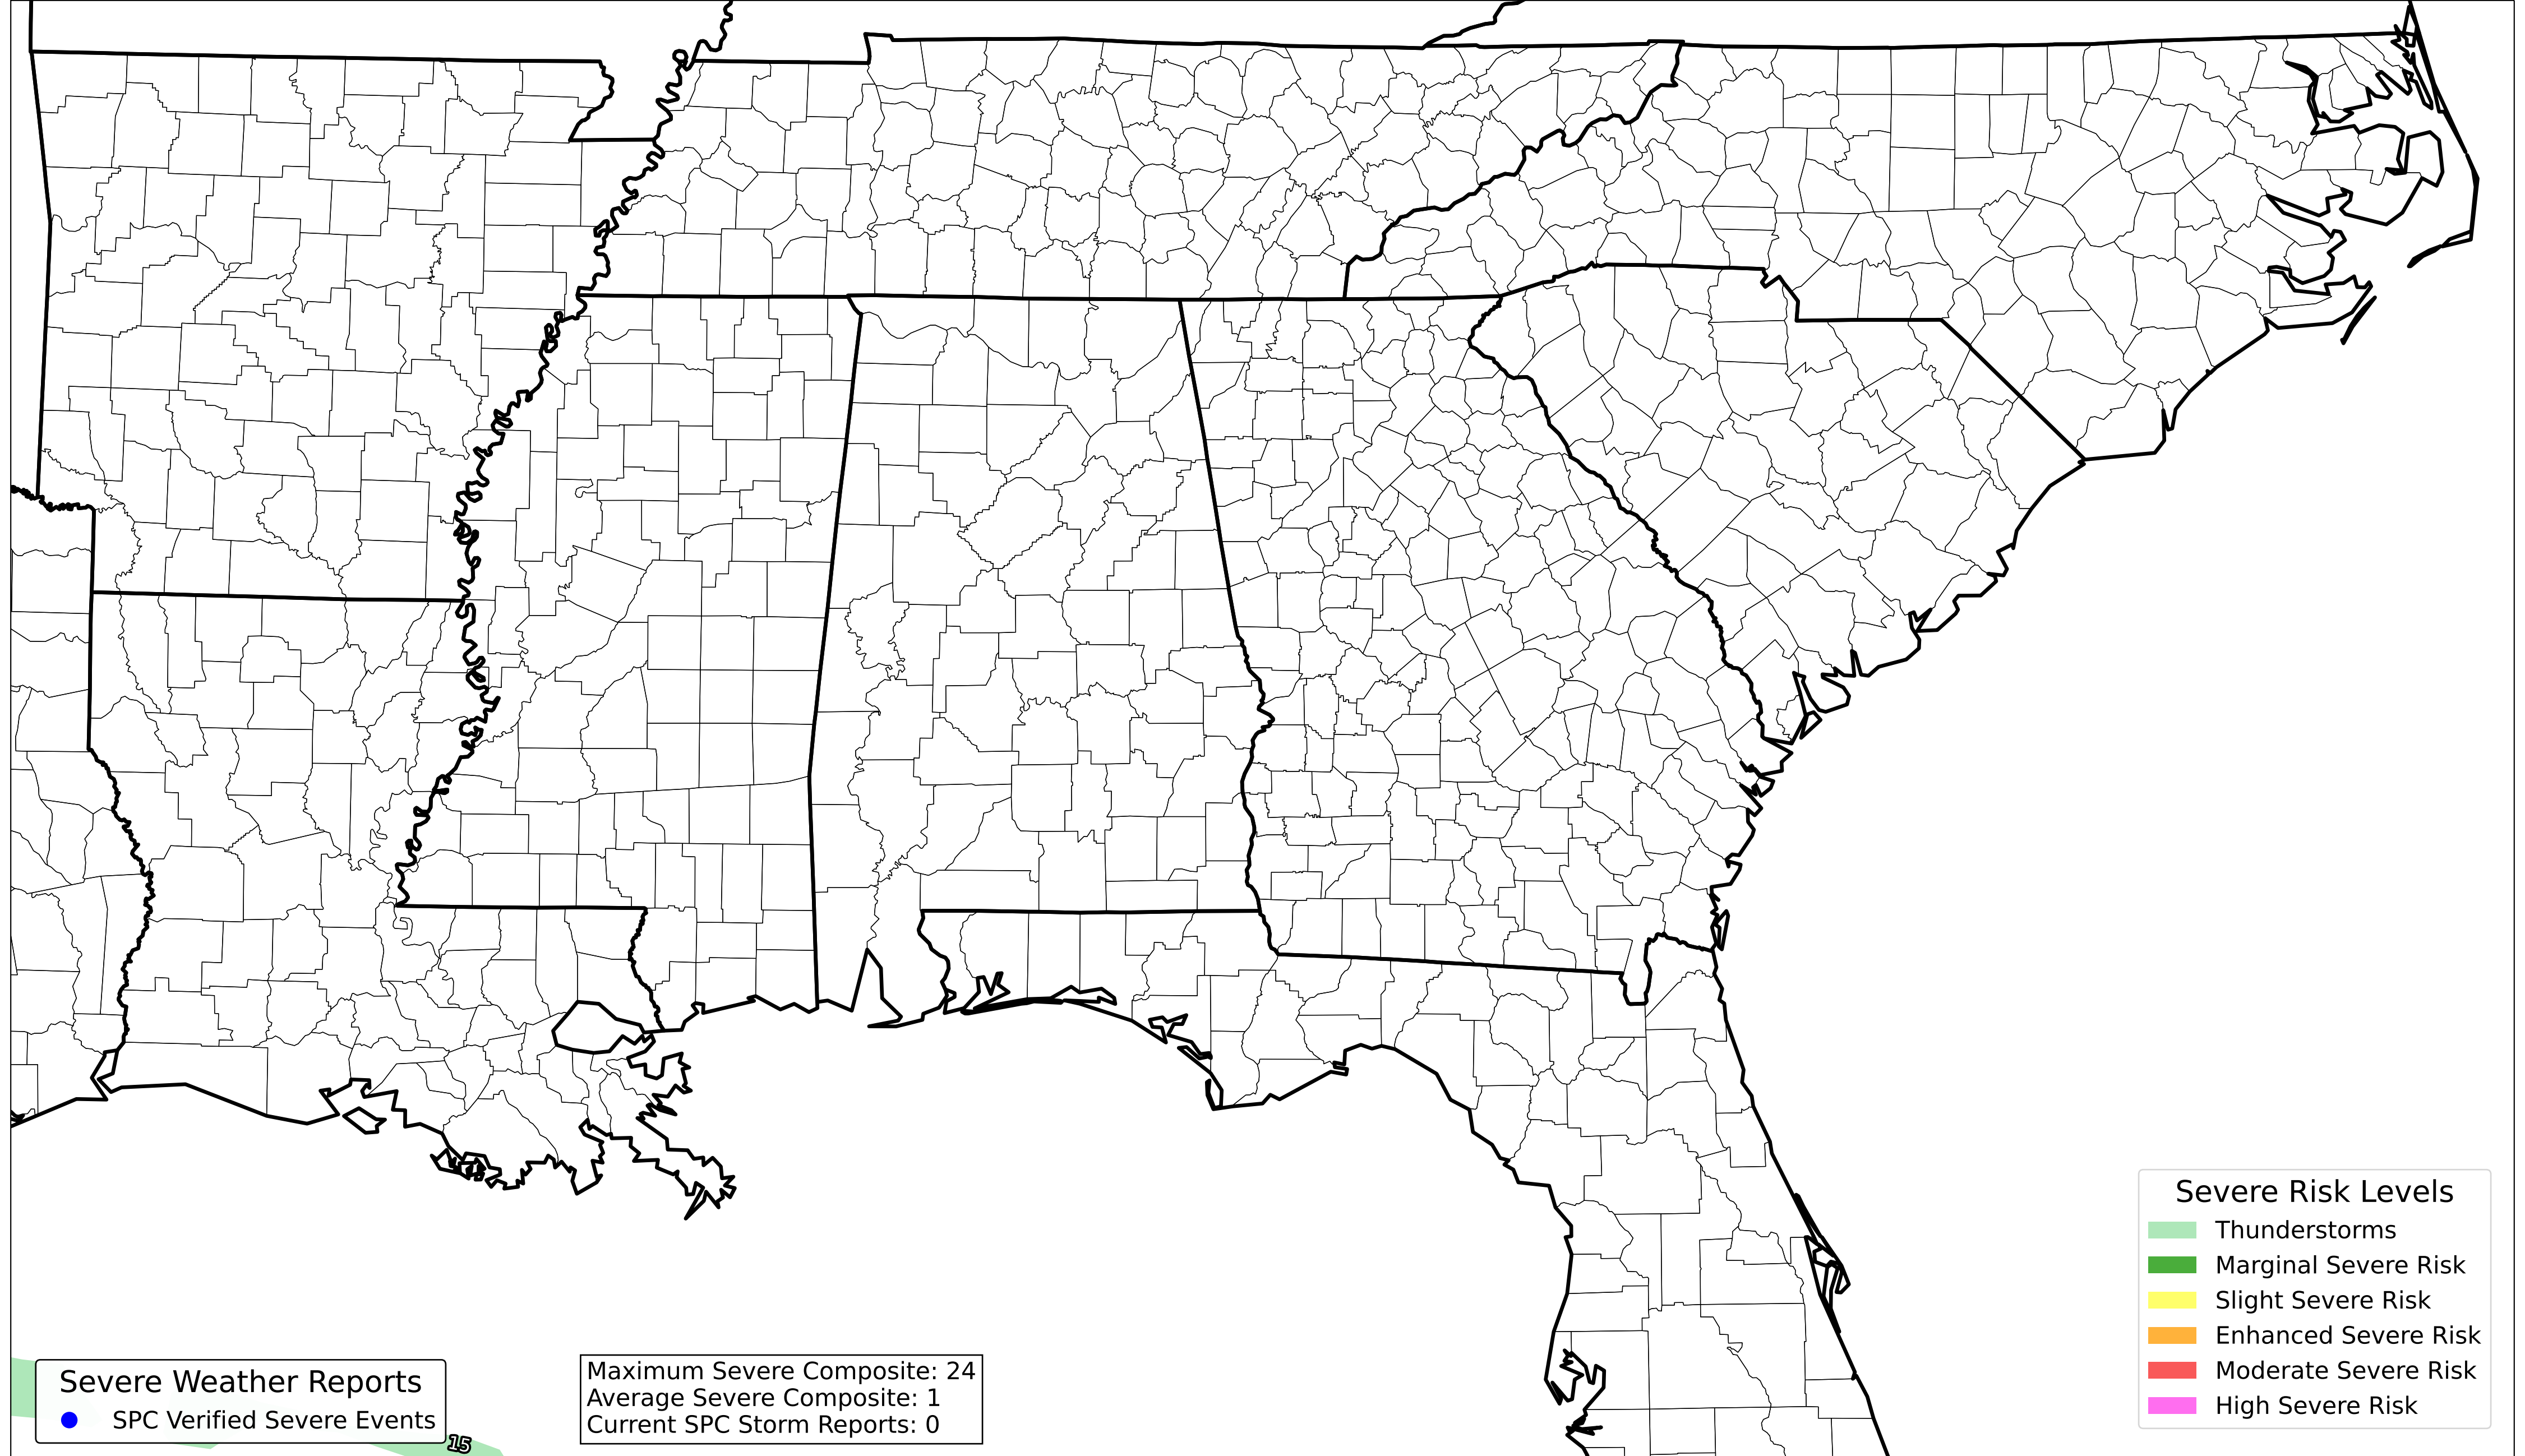 Severe Weather Reports
SPC Verified Severe Events
15
Maximum Severe Composite: 24
Average Severe Composite: 1
Current SPC Storm Reports: 0
Severe Risk Levels
Thunderstorms
Marginal Severe Risk
Slight Severe Risk
Enhanced Severe Risk
Moderate Severe Risk
High Severe Risk